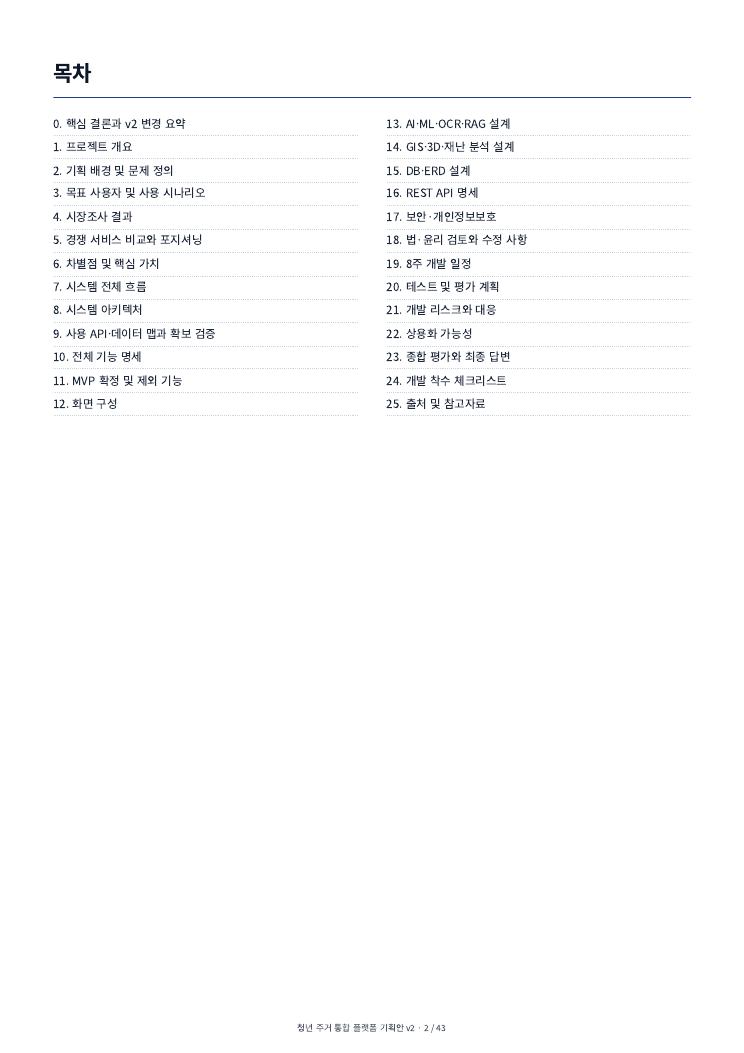 목차
0. 핵심 결론과 v2 변경 요약
1. 프로젝트 개요
2. 기획 배경 및 문제 정의
3. 목표 사용자 및 사용 시나리오
4. 시장조사 결과
5. 경쟁 서비스 비교와 포지셔닝
6. 차별점 및 핵심 가치
7. 시스템 전체 흐름
8. 시스템 아키텍처
9. 사용 API·데이터 맵과 확보 검증
10. 전체 기능 명세
11. MVP 확정 및 제외 기능
12. 화면 구성
13. AI·ML·OCR·RAG 설계
14. GIS·3D·재난 분석 설계
15. DB·ERD 설계
16. REST API 명세
17. 보안·개인정보보호
18. 법·윤리 검토와 수정 사항
19. 8주 개발 일정
20. 테스트 및 평가 계획
21. 개발 리스크와 대응
22. 상용화 가능성
23. 종합 평가와 최종 답변
24. 개발 착수 체크리스트
25. 출처 및 참고자료
청년 주거 통합 플랫폼 기획안 v2 · 2 / 43